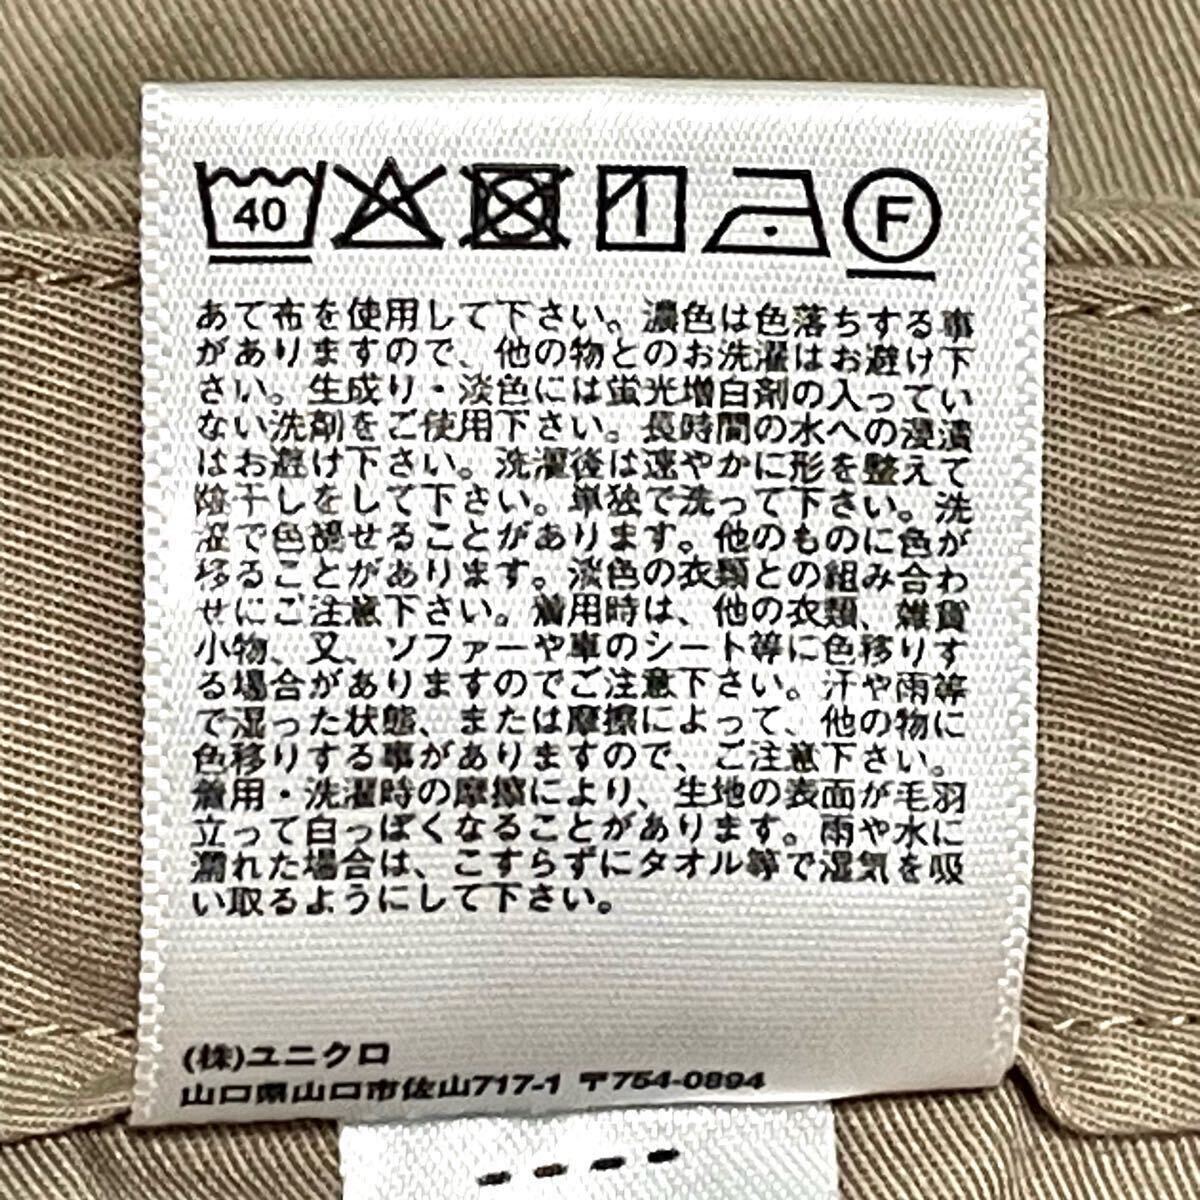 40 F
あて布を使用して下さい。濃色は色落ちする事
がありますので、他の物とのお洗濯はお避け下
さい。生成り・淡色には蛍光増白剤の入ってい
ない洗剤をご使用下さい。長時間の水への浸漬
はお避け下さい。洗濯後は速やかに形を整えて
陰干しをして下さい。単独で洗って下さい。洗
濯で色褪せることがあります。他のものに色が
移ることがあります。淡色の衣類との組み合わ
せにご注意下さい。着用時は、他の衣類、雑貨
小物、又、ソファーや車のシート等に色移りす
る場合がありますのでご注意下さい。汗や雨等
で湿った状態、または摩擦によって、他の物に
色移りする事がありますので、ご注意下さい。
着用・洗濯時の摩擦により、生地の表面が毛羽
立って白っぽくなることがあります。雨や水に
濡れた場合は、こすらずにタオル等で湿気を吸
い取るようにして下さい。
(株)ユニクロ
山口県山口市佐山717-1 〒754-0894